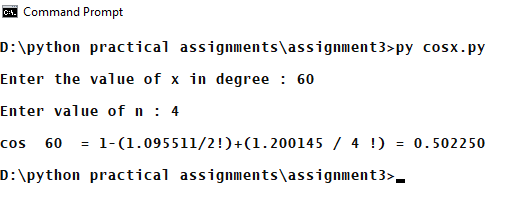 Command Prompt
D:\python practical assignments\assignment3>py cosx.py
Enter the value of x in degree : 60
Enter value of n : 4
cos  60  = 1-(1.095511/2!)+(1.200145 / 4 !) = 0.502250
D:\python practical assignments\assignment3>